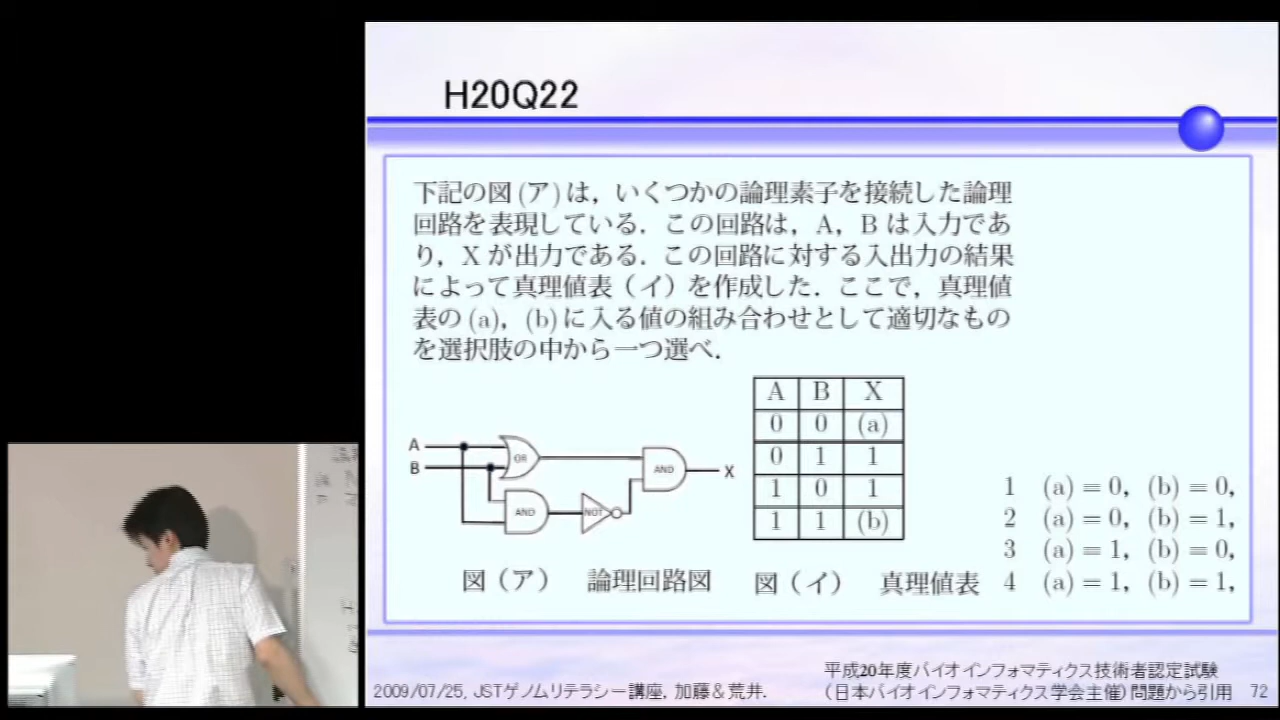 H20Q22
下記の図(ア)は，いくつかの論理素子を接続した論理
回路を表現している．この回路は，A，B は入力であ
り，X が出力である．この回路に対する入出力の結果
によって真理値表（イ）を作成した．ここで，真理値
表の(a)，(b)に入る値の組み合わせとして適切なもの
を選択肢の中から一つ選べ．
A
B
OR
AND
NOT
AND
X
A B X
0 0 (a)
0 1 1
1 0 1
1 1 (b)
1 (a) = 0, (b) = 0,
2 (a) = 0, (b) = 1,
3 (a) = 1, (b) = 0,
4 (a) = 1, (b) = 1,
図（ア） 論理回路図
図（イ） 真理値表
平成20年度バイオインフォマティクス技術者認定試験
（日本バイオインフォマティクス学会主催）問題から引用
2009/07/25, JSTゲノムリテラシー講座, 加藤＆荒井.
72